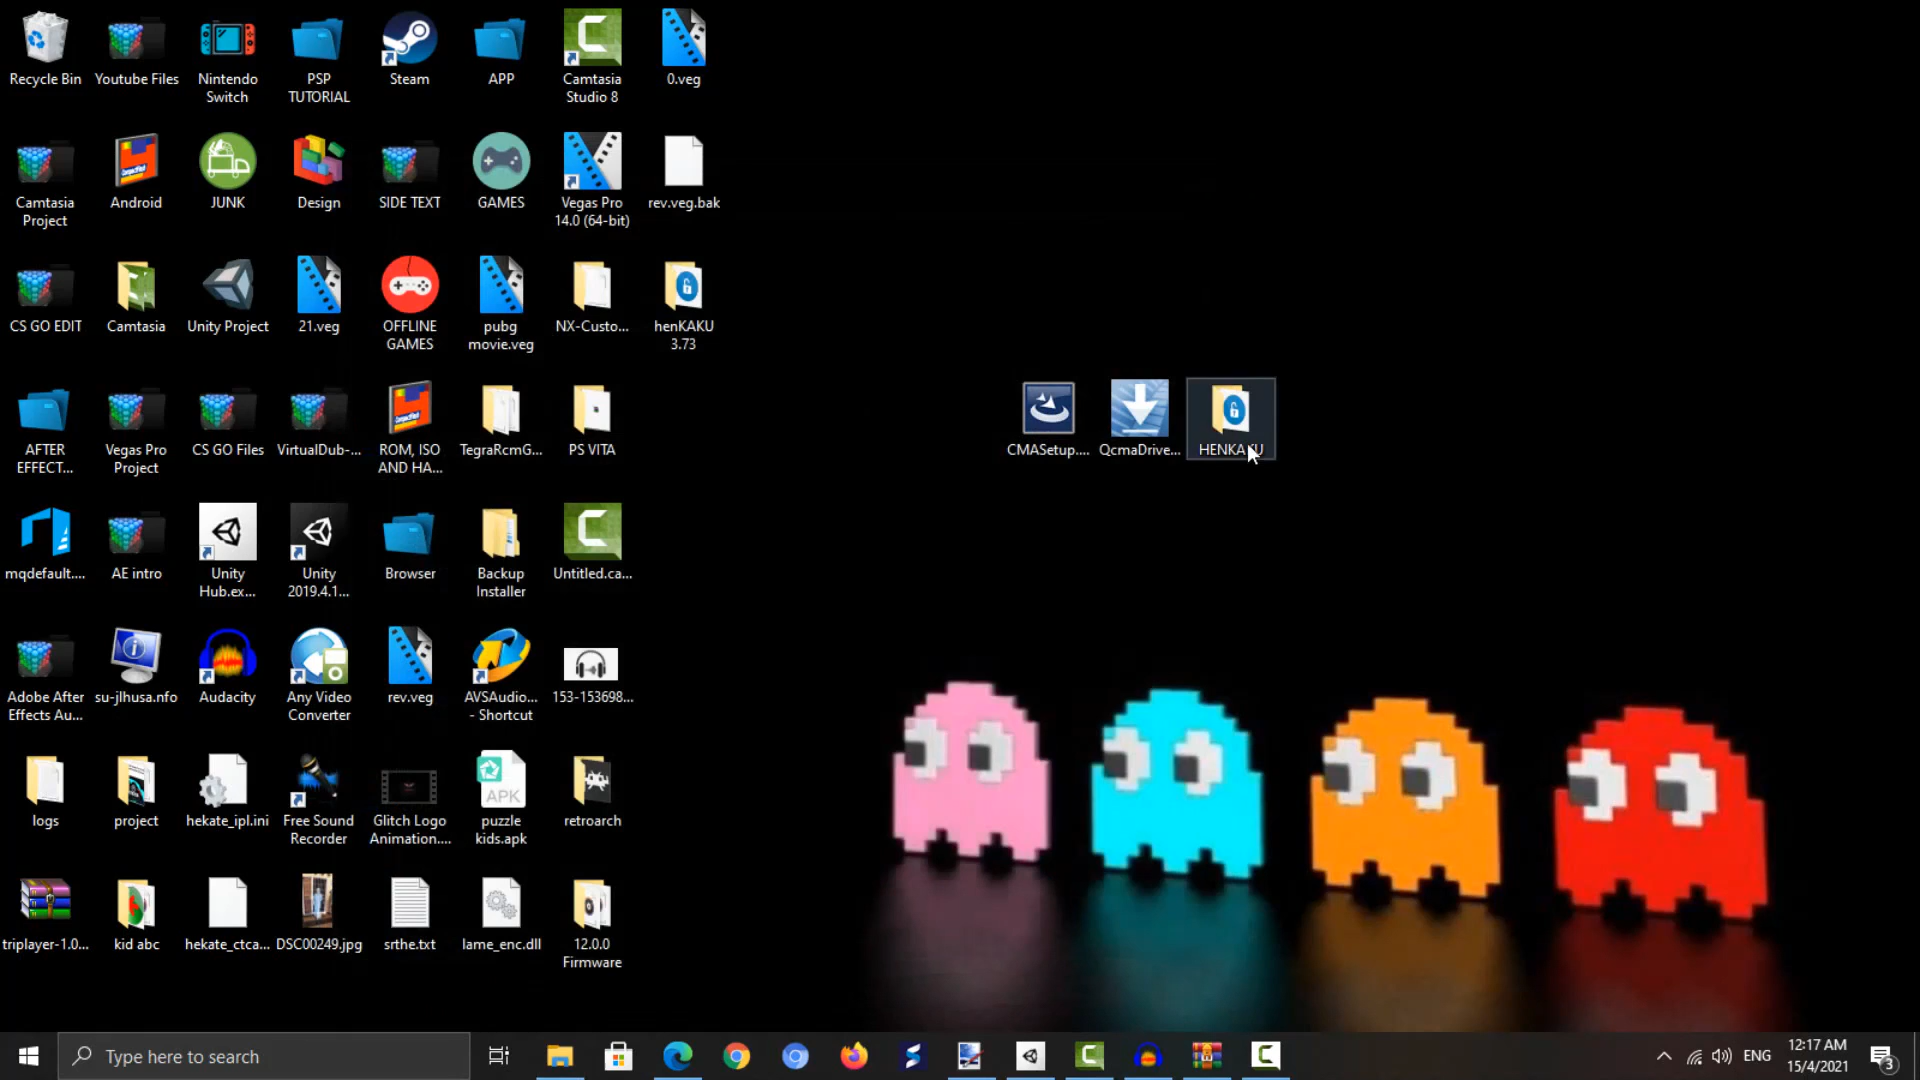 Recycle Bin
Youtube Files
Nintendo
Switch
PSP
TUTORIAL
Steam
APP
Camtasia
Studio 8
0.veg
Camtasia
Project
Android
JUNK
Design
SIDE TEXT
GAMES
Vegas Pro
14.0 (64-bit)
rev.veg.bak
CS GO EDIT
Camtasia
Unity Project
21.veg
OFFLINE
GAMES
pubg
movie.veg
NX-Custo...
henKAKU
3.73
AFTER
EFFECT...
Vegas Pro
Project
CS GO Files
VirtualDub-...
ROM, ISO
AND HA...
TegraRcmG...
PS VITA
CMASetup....
QcmaDrive...
HENKAKU
mqdefault....
AE intro
Unity
Hub.ex...
Unity
2019.4.1...
Browser
Backup
Installer
Untitled.ca...
Adobe After
Effects Au...
su-jlhusa.nfo
Audacity
Any Video
Converter
rev.veg
AVSAudio...
- Shortcut
153-153698...
logs
project
hekate_ipl.ini
Free Sound
Recorder
Glitch Logo
Animation....
APK
puzzle
kids.apk
retroarch
triplayer-1.0...
kid abc
hekate_ctca...
DSC00249.jpg
srthe.txt
lame_enc.dll
12.0.0
Firmware
Type here to search
ENG
12:17 AM
15/4/2021
3